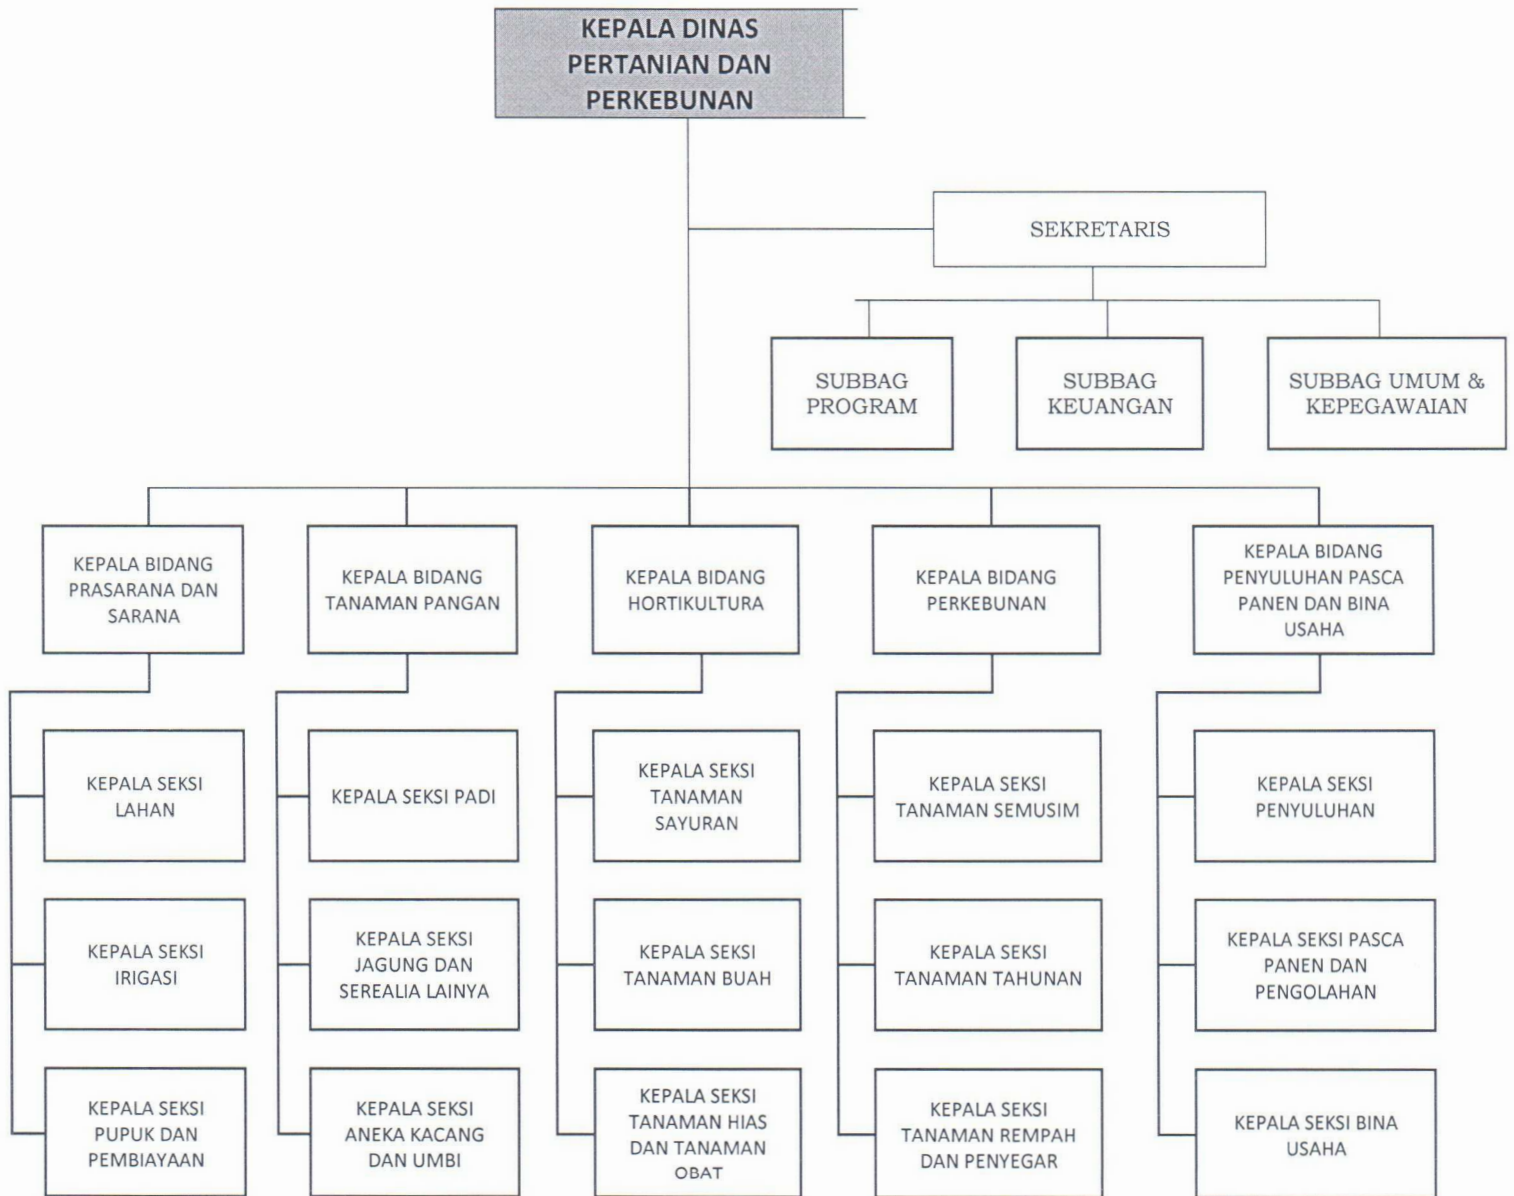 KEPALA DINAS
PERTANIAN DAN
PERKEBUNAN
SEKRETARIS
SUBBAG
PROGRAM
SUBBAG
KEUANGAN
SUBBAG UMUM &
KEPEGAWAIAN
KEPALA BIDANG
PRASARANA DAN
SARANA
KEPALA BIDANG
TANAMAN PANGAN
KEPALA BIDANG
HORTIKULTURA
KEPALA BIDANG
PERKEBUNAN
KEPALA BIDANG
PENYULUHAN PASCA
PANEN DAN BINA
USAHA
KEPALA SEKSI
LAHAN
KEPALA SEKSI PADI
KEPALA SEKSI
TANAMAN
SAYURAN
KEPALA SEKSI
TANAMAN SEMUSIM
KEPALA SEKSI
PENYULUHAN
KEPALA SEKSI
IRIGASI
KEPALA SEKSI
JAGUNG DAN
SEREALIA LAINYA
KEPALA SEKSI
TANAMAN BUAH
KEPALA SEKSI
TANAMAN TAHUNAN
KEPALA SEKSI PASCA
PANEN DAN
PENGOLAHAN
KEPALA SEKSI
PUPUK DAN
PEMBIAYAAN
KEPALA SEKSI
ANEKA KACANG
DAN UMBI
KEPALA SEKSI
TANAMAN HIAS
DAN TANAMAN
OBAT
KEPALA SEKSI
TANAMAN REMPAH
DAN PENYEGAR
KEPALA SEKSI BINA
USAHA